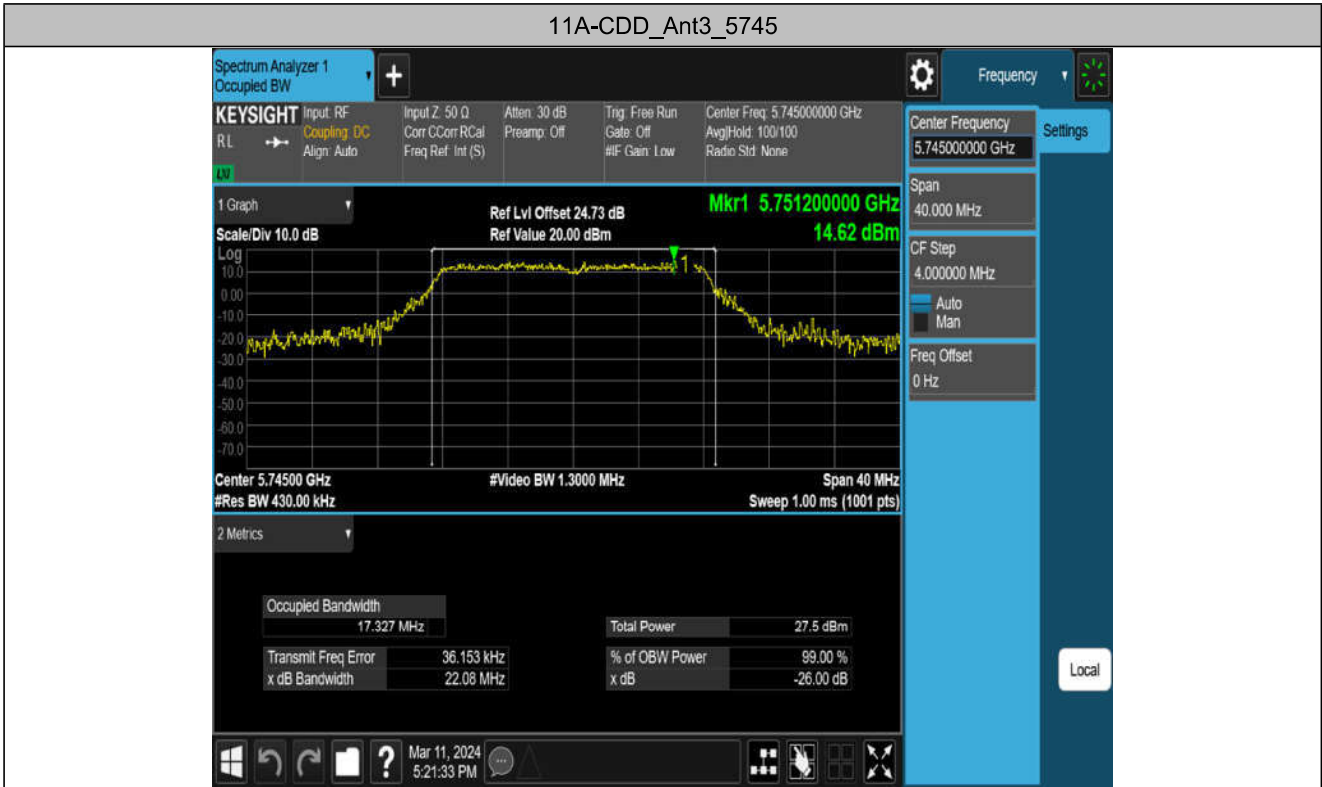 11A-CDD_Ant3_5745
Spectrum Analyzer 1
Occupied BW
Frequency
KEYSIGHT
RL
LXI
Input: RF
Coupling: DC
Align: Auto
Input Z: 50 Ω
Corr CCorr RCal
Freq Ref: Int (S)
Atten: 30 dB
Preamp: Off
Trig: Free Run
Gate: Off
#IF Gain: Low
Center Freq: 5.745000000 GHz
Avg|Hold: 100/100
Radio Std: None
Center Frequency
5.745000000 GHz
Settings
Span
40.000 MHz
CF Step
4.000000 MHz
Auto
Man
Freq Offset
0 Hz
Local
1 Graph
Scale/Div 10.0 dB
Ref Lvl Offset 24.73 dB
Ref Value 20.00 dBm
Mkr1 5.751200000 GHz
14.62 dBm
Log
10.0
0.00
-10.0
-20.0
-30.0
-40.0
-50.0
-60.0
-70.0
1
Center 5.74500 GHz
#Video BW 1.3000 MHz
Span 40 MHz
#Res BW 430.00 kHz
Sweep 1.00 ms (1001 pts)
2 Metrics
Occupied Bandwidth
17.327 MHz
Total Power 27.5 dBm
Transmit Freq Error 36.153 kHz
% of OBW Power 99.00 %
x dB Bandwidth 22.08 MHz
x dB -26.00 dB
Mar 11, 2024
5:21:33 PM